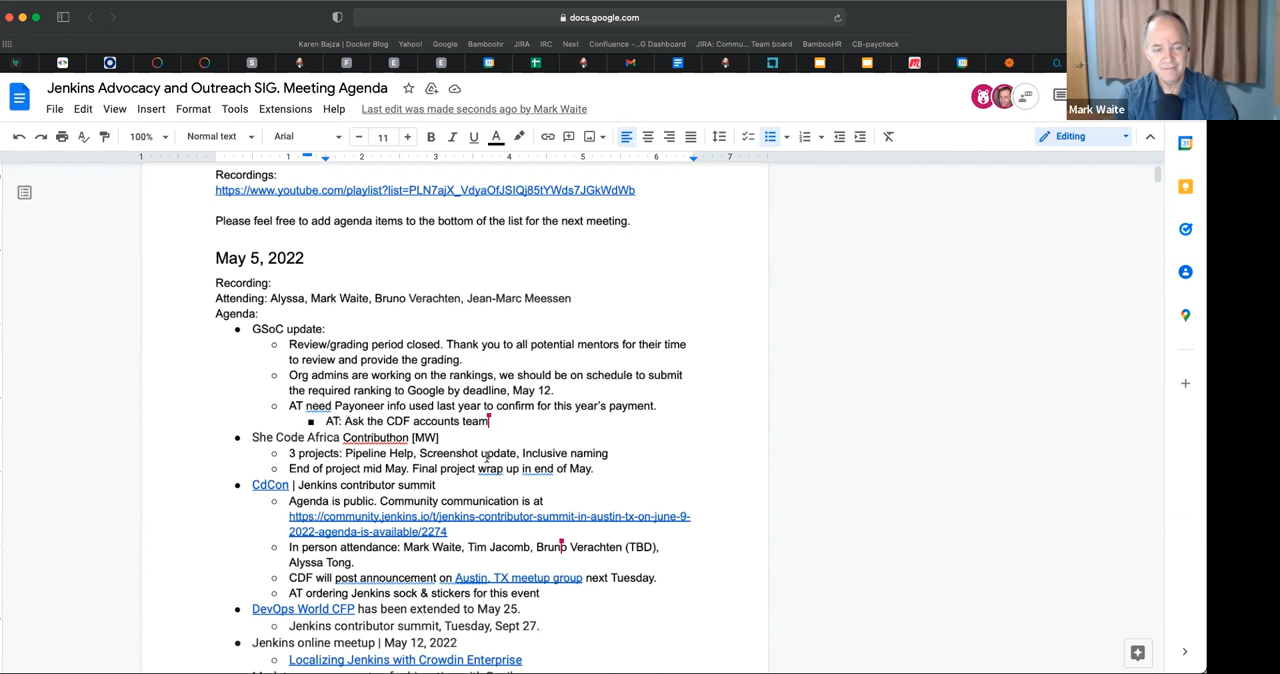 docs.google.com
Karen Bajza | Docker Blog Yahoo! Google Bamboohr JIRA IRC Next Confluence -...G Dashboard JIRA: Commu... Team board BambooHR CB-paycheck
Jenkins Advocacy and Outreach SIG. Meeting Agenda
Mark Waite
File Edit View Insert Format Tools Help Last edit was made seconds ago by Mark Waite
100% Normal text Arial 11 Editing
1 1 2 3 4 5 6 7
Recordings:
https://www.youtube.com/playlist?list=PLN7ajX_VdyaOfJSIQj85tYWds7JGkWdWb
Please feel free to add agenda items to the bottom of the list for the next meeting.
May 5, 2022
Recording:
Attending: Alyssa, Mark Waite, Bruno Verachten, Jean-Marc Meessen
Agenda:
GSoC update:
Review/grading period closed. Thank you to all potential mentors for their time
to review and provide the grading.
Org admins are working on the rankings, we should be on schedule to submit
the required ranking to Google by deadline, May 12.
AT need Payoneer info used last year to confirm for this year's payment.
AT: Ask the CDF accounts team
She Code Africa Contributhon [MW]
3 projects: Pipeline Help, Screenshot update, Inclusive naming
End of project mid May. Final project wrap up in end of May.
CdCon | Jenkins contributor summit
Agenda is public. Community communication is at
https://community.jenkins.io/t/jenkins-contributor-summit-in-austin-tx-on-june-9-
2022-agenda-is-available/2274
In person attendance: Mark Waite, Tim Jacomb, Bruno Verachten (TBD),
Alyssa Tong.
CDF will post announcement on Austin, TX meetup group next Tuesday.
AT ordering Jenkins sock & stickers for this event
DevOps World CFP has been extended to May 25.
Jenkins contributor summit, Tuesday, Sept 27.
Jenkins online meetup | May 12, 2022
Localizing Jenkins with Crowdin Enterprise